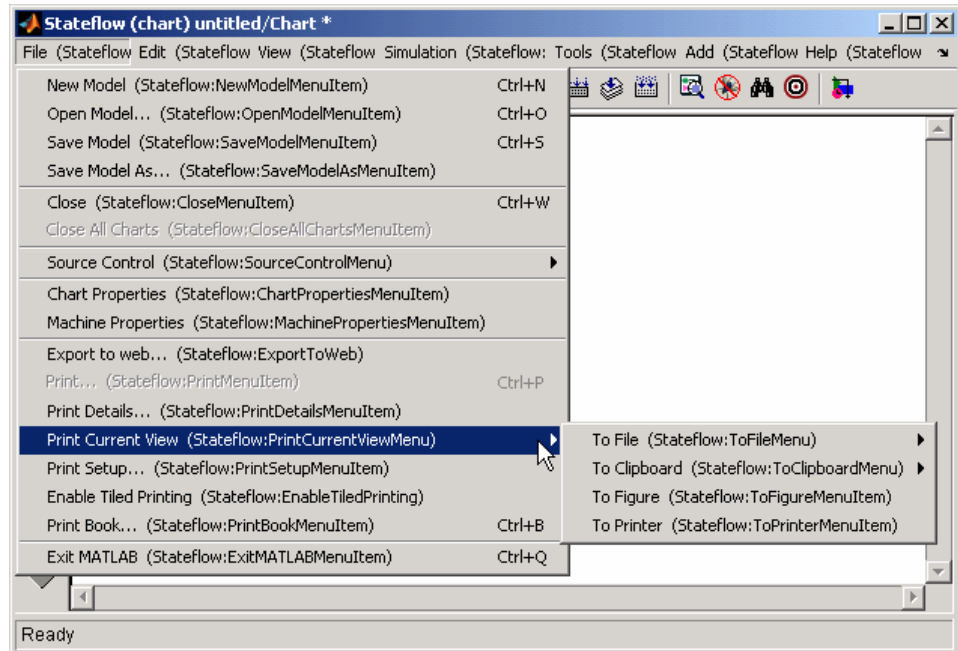 Stateflow (chart) untitled/Chart *
File (Stateflow Edit (Stateflow View (Stateflow Simulation (Stateflow: Tools (Stateflow Add (Stateflow Help (Stateflow
New Model (Stateflow:NewModelMenuItem) Ctrl+N
Open Model... (Stateflow:OpenModelMenuItem) Ctrl+O
Save Model (Stateflow:SaveModelMenuItem) Ctrl+S
Save Model As... (Stateflow:SaveModelAsMenuItem)
Close (Stateflow:CloseMenuItem) Ctrl+W
Close All Charts (Stateflow:CloseAllChartsMenuItem)
Source Control (Stateflow:SourceControlMenu)
Chart Properties (Stateflow:ChartPropertiesMenuItem)
Machine Properties (Stateflow:MachinePropertiesMenuItem)
Export to web... (Stateflow:ExportToWeb)
Print... (Stateflow:PrintMenuItem) Ctrl+P
Print Details... (Stateflow:PrintDetailsMenuItem)
Print Current View (Stateflow:PrintCurrentViewMenu)
To File (Stateflow:ToFileMenu)
Print Setup... (Stateflow:PrintSetupMenuItem)
To Clipboard (Stateflow:ToClipboardMenu)
Enable Tiled Printing (Stateflow:EnableTiledPrinting)
To Figure (Stateflow:ToFigureMenuItem)
Print Book... (Stateflow:PrintBookMenuItem) Ctrl+B
To Printer (Stateflow:ToPrinterMenuItem)
Exit MATLAB (Stateflow:ExitMATLABMenuItem) Ctrl+Q
Ready